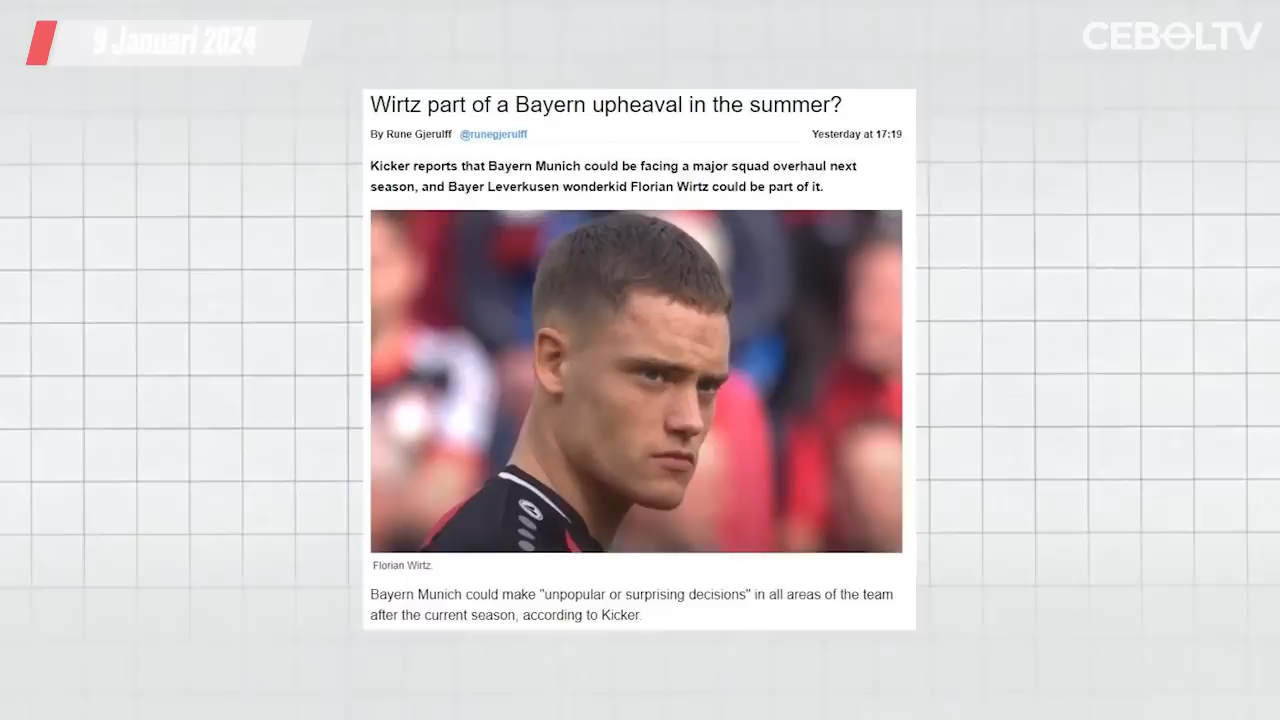 9 Januari 2024
CEBOLTV
Wirtz part of a Bayern upheaval in the summer?
By Rune Gjerulff @runegjerulff Yesterday at 17:19
Kicker reports that Bayern Munich could be facing a major squad overhaul next
season, and Bayer Leverkusen wonderkid Florian Wirtz could be part of it.
Florian Wirtz.
Bayern Munich could make "unpopular or surprising decisions" in all areas of the team
after the current season, according to Kicker.